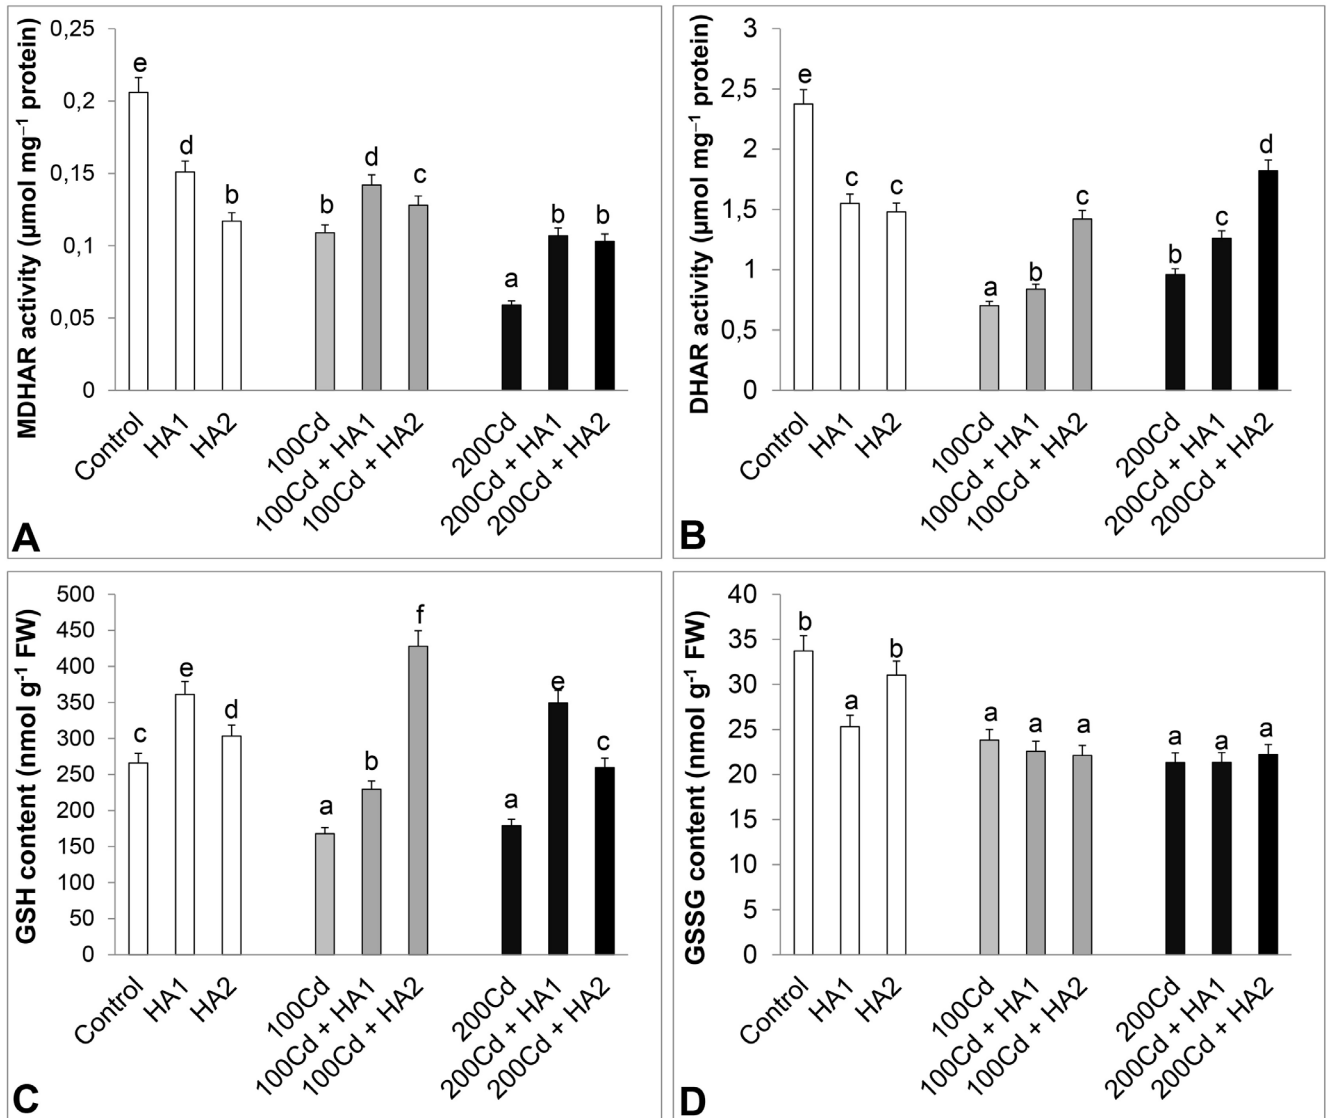 MDHAR activity (µmol mg⁻¹ protein)
0,25
0,2
0,15
0,1
0,05
0
e
d
b
b
d
c
a
b
b
Control
HA1
HA2
100Cd
100Cd + HA1
100Cd + HA2
200Cd
200Cd + HA1
200Cd + HA2
A
DHAR activity (µmol mg⁻¹ protein)
3
2,5
2
1,5
1
0,5
0
e
c
c
a
b
c
b
c
d
Control
HA1
HA2
100Cd
100Cd + HA1
100Cd + HA2
200Cd
200Cd + HA1
200Cd + HA2
B
GSH content (nmol g⁻¹ FW)
500
450
400
350
300
250
200
150
100
50
0
c
e
d
a
b
f
a
e
c
Control
HA1
HA2
100Cd
100Cd + HA1
100Cd + HA2
200Cd
200Cd + HA1
200Cd + HA2
C
GSSG content (nmol g⁻¹ FW)
40
35
30
25
20
15
10
5
0
b
a
b
a
a
a
a
a
a
Control
HA1
HA2
100Cd
100Cd + HA1
100Cd + HA2
200Cd
200Cd + HA1
200Cd + HA2
D